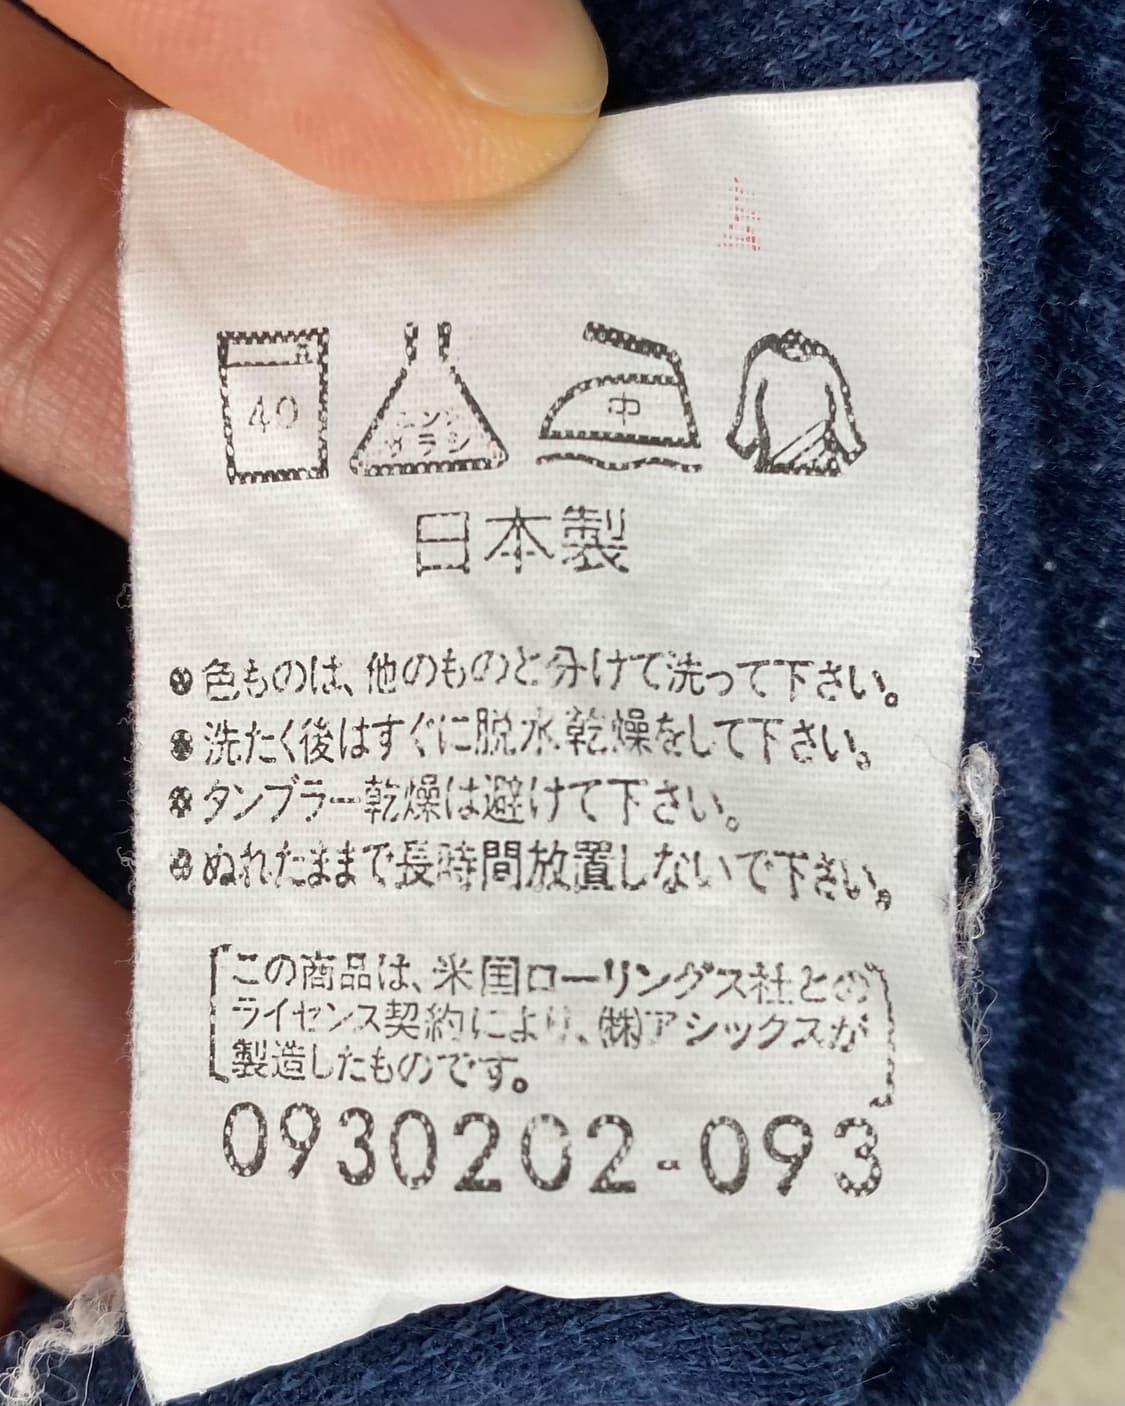 40
エンソ
サラシ
中
日本製
●色ものは、他のものと分けて洗って下さい。
●洗たく後はすぐに脱水乾燥をして下さい。
●タンブラー乾燥は避けて下さい。
●ぬれたままで長時間放置しないで下さい。
この商品は、米国ローリングス社との
ライセンス契約により、㈱アシックスが
製造したものです。
0930202-093